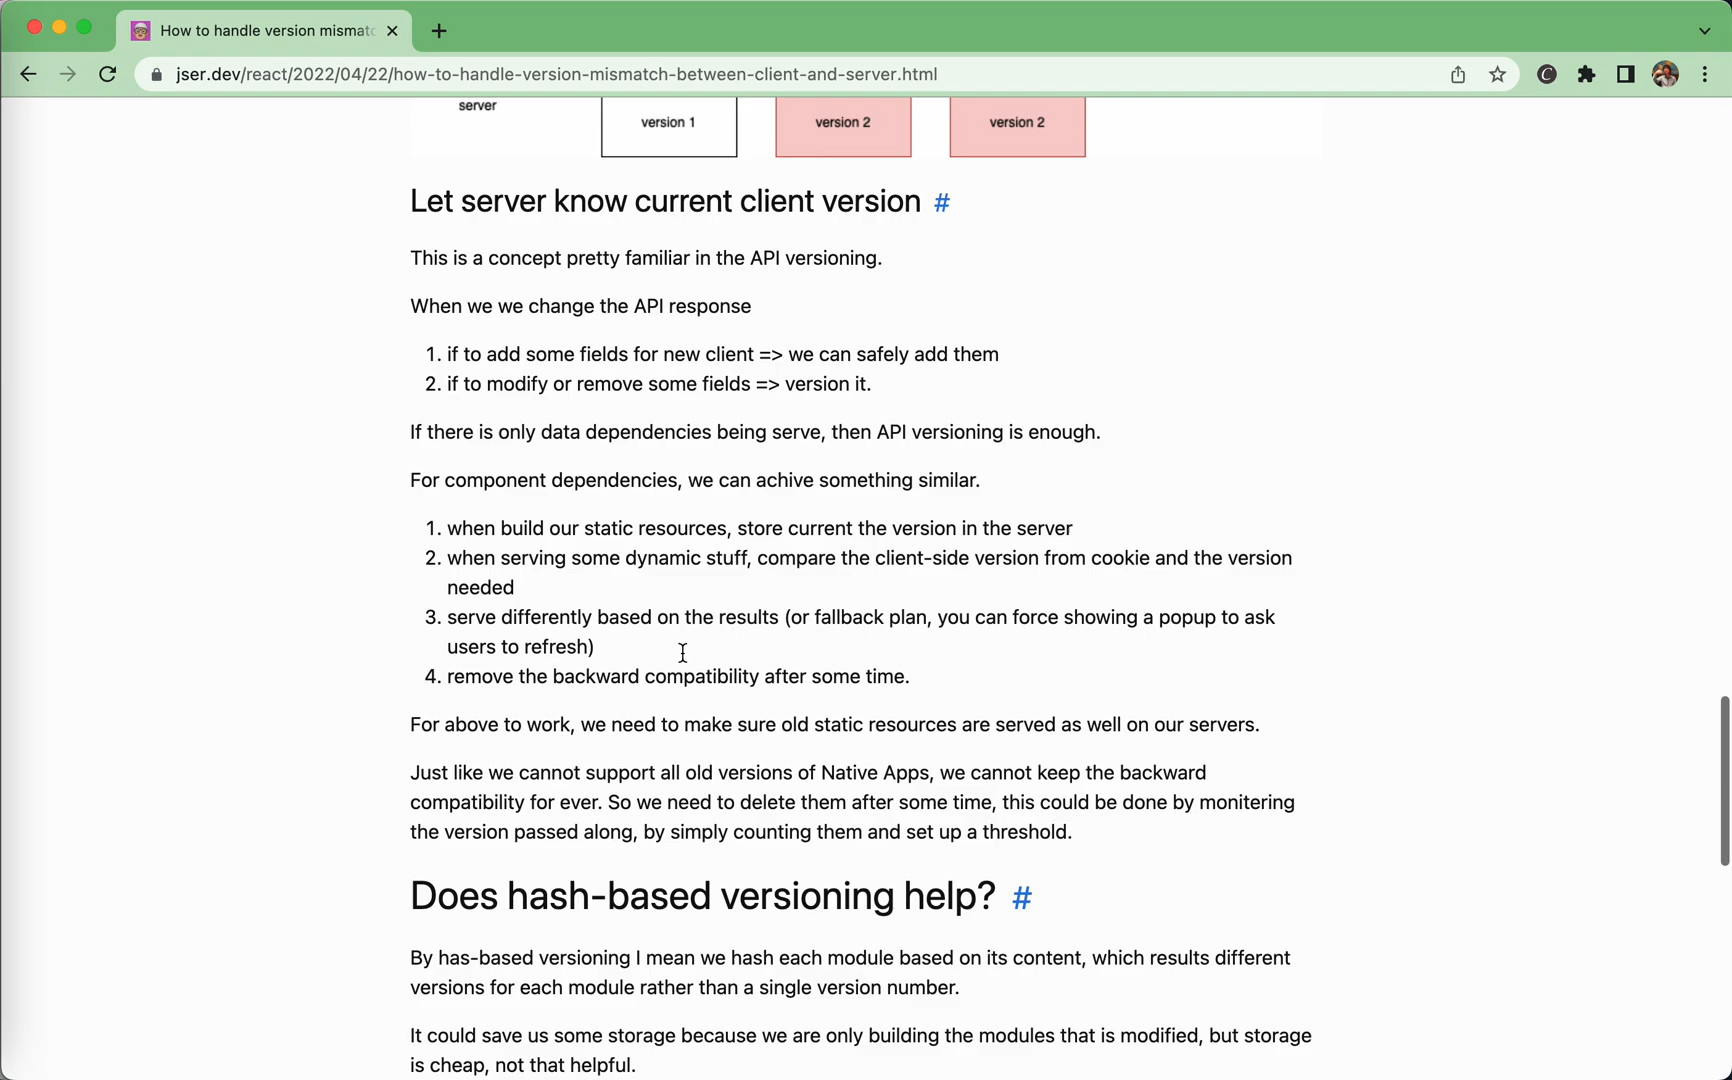 How to handle version mismatc
jser.dev/react/2022/04/22/how-to-handle-version-mismatch-between-client-and-server.html
server
version 1
version 2
version 2
Let server know current client version #
This is a concept pretty familiar in the API versioning.
When we we change the API response
1. if to add some fields for new client => we can safely add them
2. if to modify or remove some fields => version it.
If there is only data dependencies being serve, then API versioning is enough.
For component dependencies, we can achive something similar.
1. when build our static resources, store current the version in the server
2. when serving some dynamic stuff, compare the client-side version from cookie and the version
needed
3. serve differently based on the results (or fallback plan, you can force showing a popup to ask
users to refresh)
4. remove the backward compatibility after some time.
For above to work, we need to make sure old static resources are served as well on our servers.
Just like we cannot support all old versions of Native Apps, we cannot keep the backward
compatibility for ever. So we need to delete them after some time, this could be done by monitering
the version passed along, by simply counting them and set up a threshold.
Does hash-based versioning help? #
By has-based versioning I mean we hash each module based on its content, which results different
versions for each module rather than a single version number.
It could save us some storage because we are only building the modules that is modified, but storage
is cheap, not that helpful.